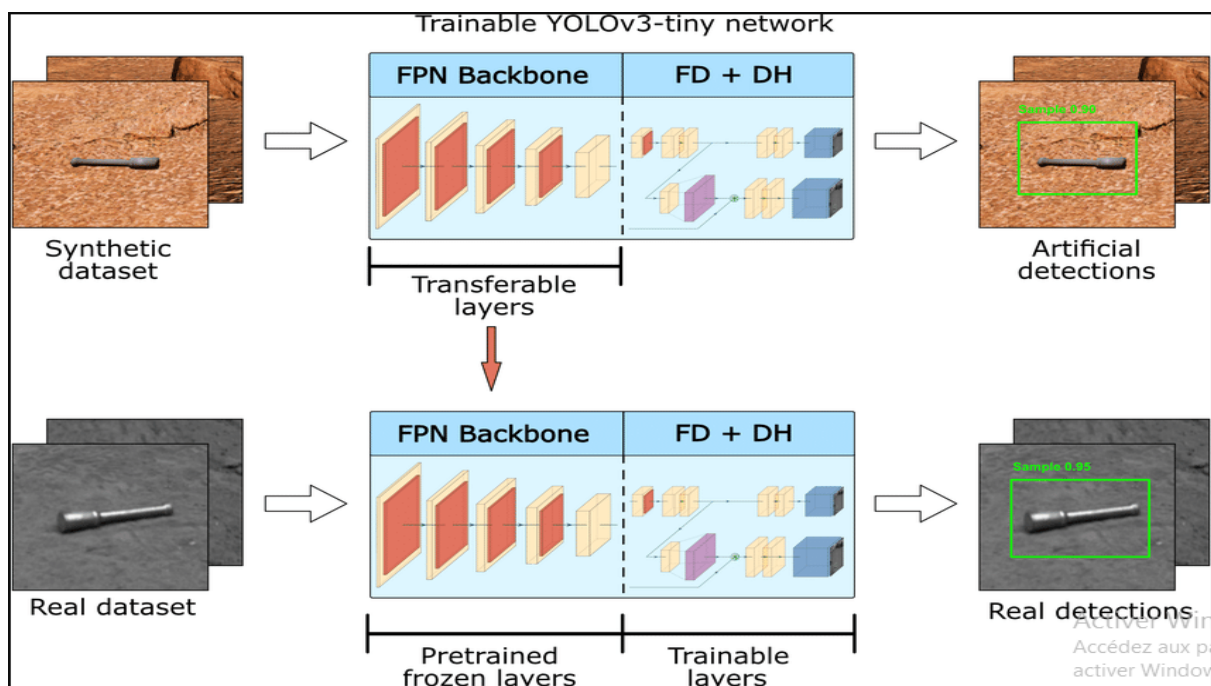 Trainable YOLOv3-tiny network
FPN Backbone
FD + DH
Synthetic
dataset
Sample 0.98
Artificial
detections
Transferable
layers
FPN Backbone
FD + DH
Real dataset
Sample 0.95
Real detections
Pretrained
frozen layers
Trainable
layers
Activer Win
Accédez aux pa
activer Window